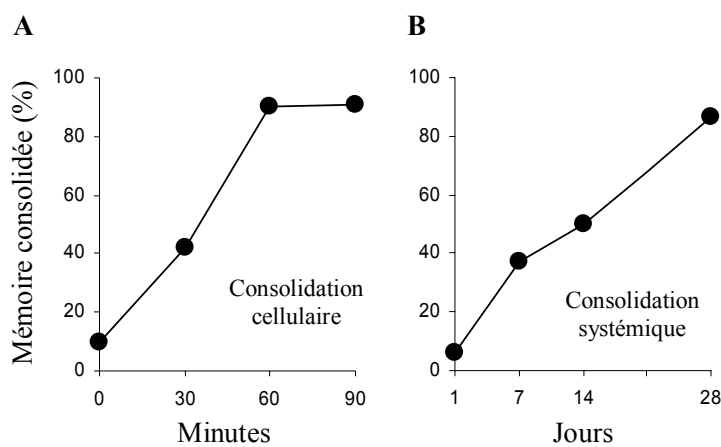 A
B
Mémoire consolidée (%)
100
80
60
40
20
0
0
30
60
90
Minutes
Consolidation
cellulaire
100
80
60
40
20
0
1
7
14
28
Jours
Consolidation
systémique